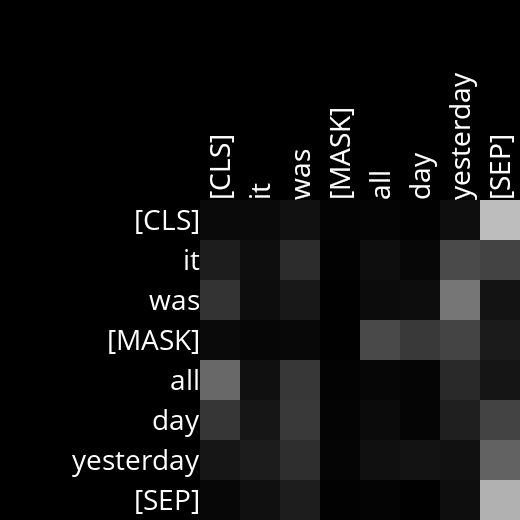 [CLS] it was [MASK] all day yesterday [SEP]
[CLS]
it
was
[MASK]
all
day
yesterday
[SEP]